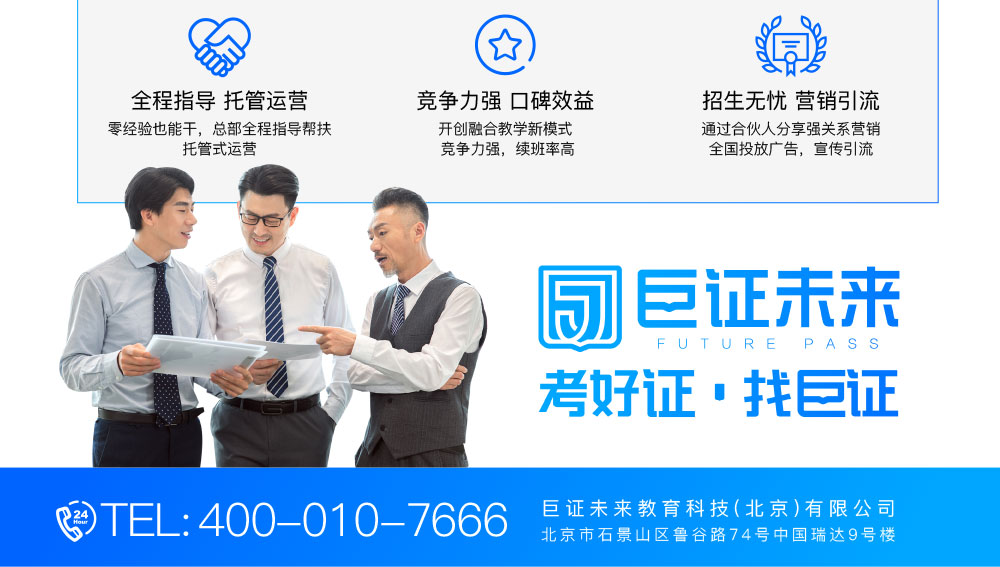 全程指导 托管运营
零经验也能干，总部全程指导帮扶
托管式运营
竞争力强 口碑效益
开创融合教学新模式
竞争力强，续班率高
招生无忧 营销引流
通过合伙人分享强关系营销
全国投放广告，宣传引流
巨证未来
FUTURE PASS
考好证·找巨证
24
Hour
TEL: 400-010-7666
巨证未来教育科技(北京)有限公司
北京市石景山区鲁谷路74号中国瑞达9号楼